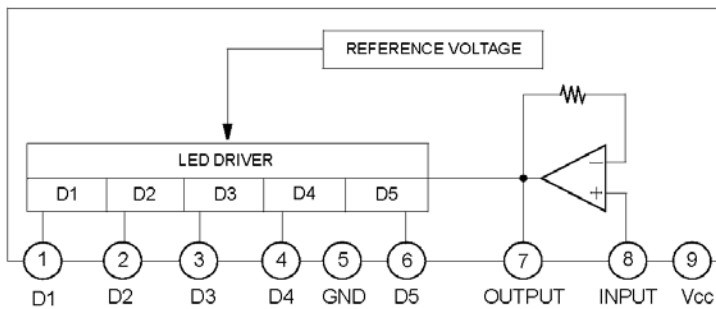 REFERENCE VOLTAGE
LED DRIVER
D1 D2 D3 D4 D5
−
+
1 2 3 4 5 6 7 8 9
D1 D2 D3 D4 GND D5 OUTPUT INPUT Vcc